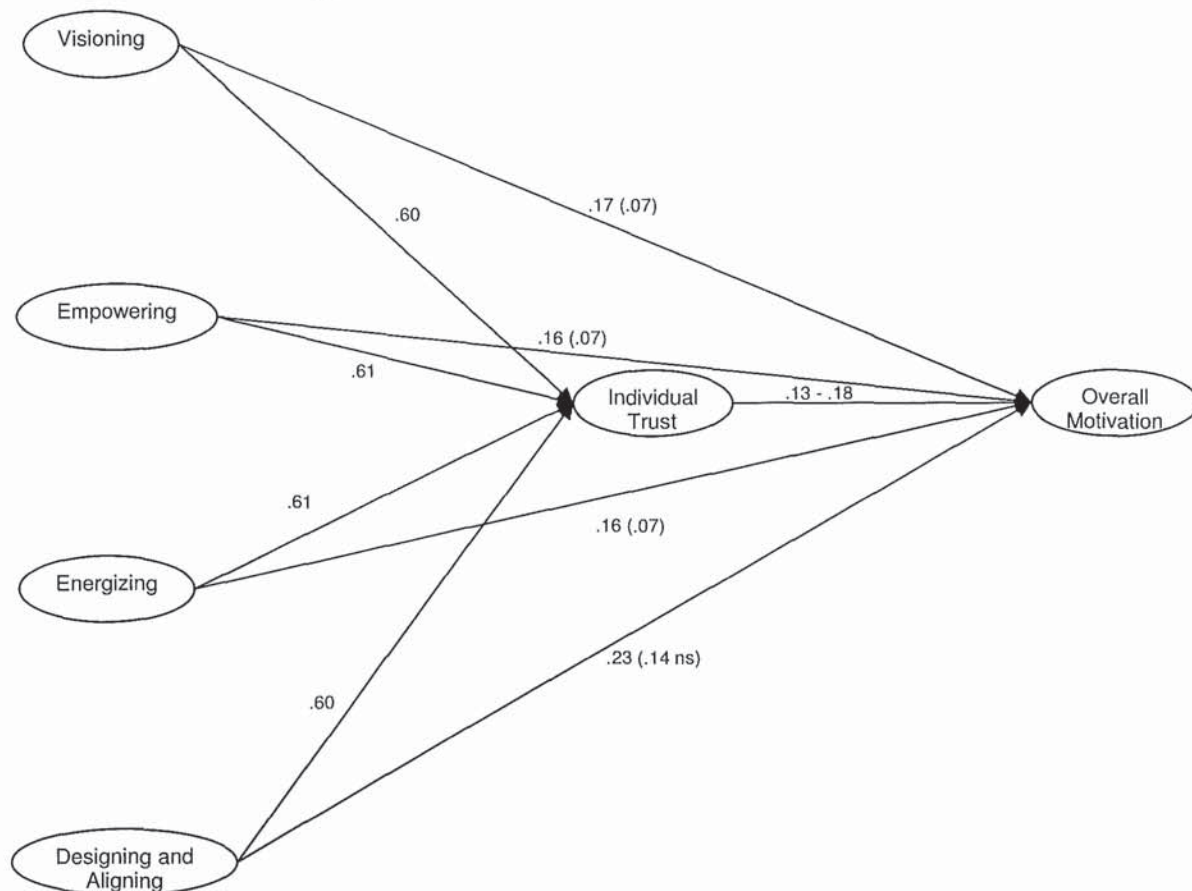 Visioning
.17 (.07)
.60
Empowering
.16 (.07)
.61
Individual
Trust
.13 - .18
Overall
Motivation
.61
.16 (.07)
Energizing
.23 (.14 ns)
.60
Designing and
Aligning